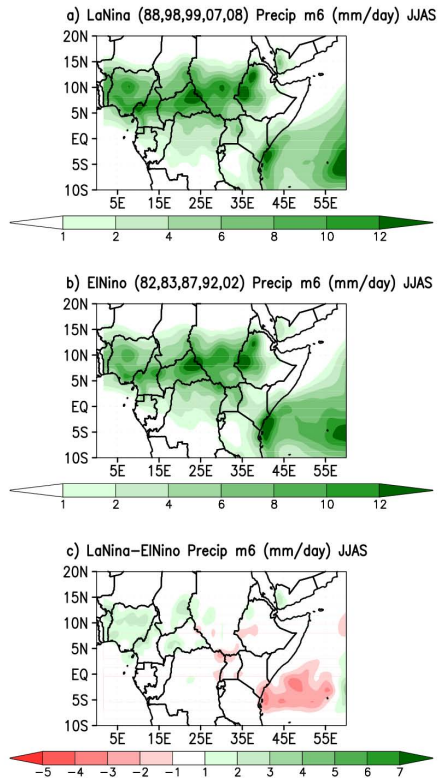 a) LaNina (88,98,99,07,08) Precip m6 (mm/day) JJAS
20N
15N
10N
5N
EQ
5S
10S
5E 15E 25E 35E 45E 55E
1 2 4 6 8 10 12
b) ElNino (82,83,87,92,02) Precip m6 (mm/day) JJAS
20N
15N
10N
5N
EQ
5S
10S
5E 15E 25E 35E 45E 55E
1 2 4 6 8 10 12
c) LaNina-ElNino Precip m6 (mm/day) JJAS
20N
15N
10N
5N
EQ
5S
10S
5E 15E 25E 35E 45E 55E
-5 -4 -3 -2 -1 1 2 3 4 5 6 7